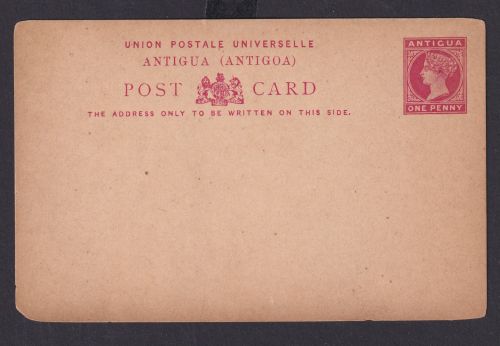 UNION POSTALE UNIVERSELLE
ANTIGUA (ANTIGOA)
POST CARD
THE ADDRESS ONLY TO BE WRITTEN ON THIS SIDE.
ANTIGUA
ONE PENNY